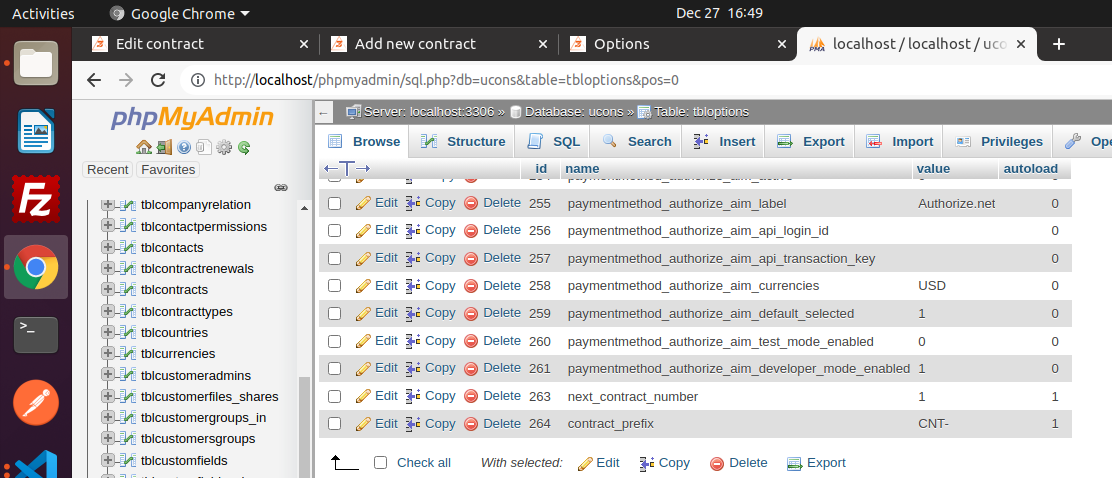 Activities Google Chrome Dec 27 16:49
Edit contract Add new contract Options localhost / localhost / uco
http://localhost/phpmyadmin/sql.php?db=ucons&table=tbloptions&pos=0
phpMyAdmin
Recent Favorites
tblcompanyrelation
tblcontactpermissions
tblcontacts
tblcontractrenewals
tblcontracts
tblcontracttypes
tblcountries
tblcurrencies
tblcustomeradmins
tblcustomerfiles_shares
tblcustomergroups_in
tblcustomersgroups
tblcustomfields
Server: localhost:3306 » Database: ucons » Table: tbloptions
Browse Structure SQL Search Insert Export Import Privileges Ope
id name value autoload
Edit Copy Delete 255 paymentmethod_authorize_aim_label Authorize.net 0
Edit Copy Delete 256 paymentmethod_authorize_aim_api_login_id 0
Edit Copy Delete 257 paymentmethod_authorize_aim_api_transaction_key 0
Edit Copy Delete 258 paymentmethod_authorize_aim_currencies USD 0
Edit Copy Delete 259 paymentmethod_authorize_aim_default_selected 1 0
Edit Copy Delete 260 paymentmethod_authorize_aim_test_mode_enabled 0 0
Edit Copy Delete 261 paymentmethod_authorize_aim_developer_mode_enabled 1 0
Edit Copy Delete 263 next_contract_number 1 1
Edit Copy Delete 264 contract_prefix CNT- 1
Check all With selected: Edit Copy Delete Export